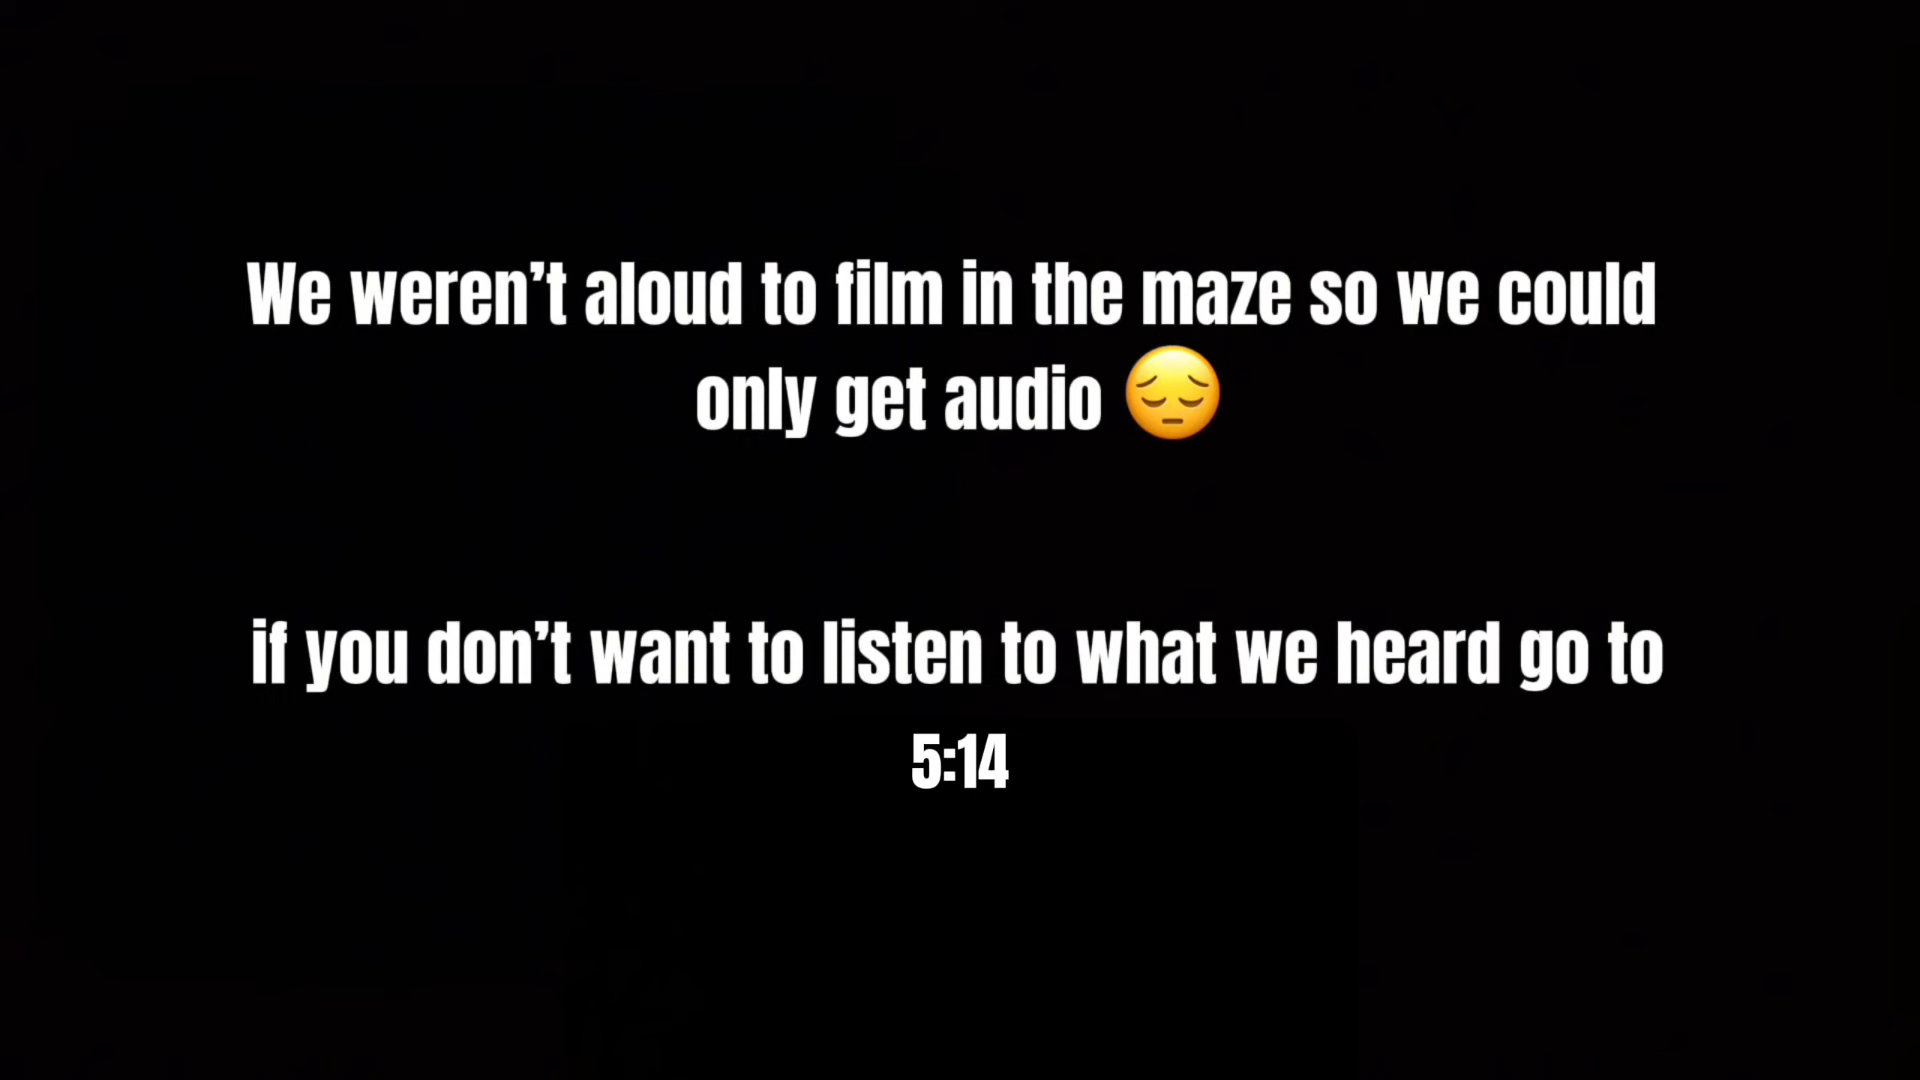 We weren’t aloud to film in the maze so we could
only get audio 😔
if you don’t want to listen to what we heard go to
5:14